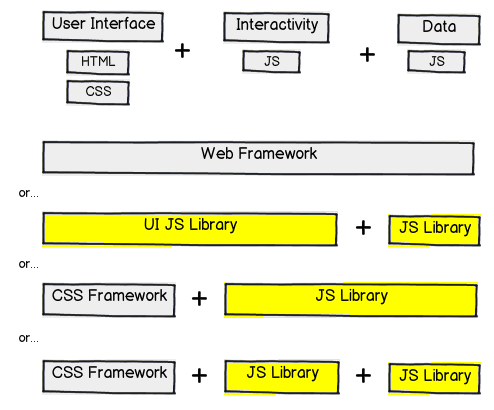 User Interface + Interactivity + Data
HTML JS JS
CSS
Web Framework
or...
UI JS Library + JS Library
or...
CSS Framework + JS Library
or...
CSS Framework + JS Library + JS Library